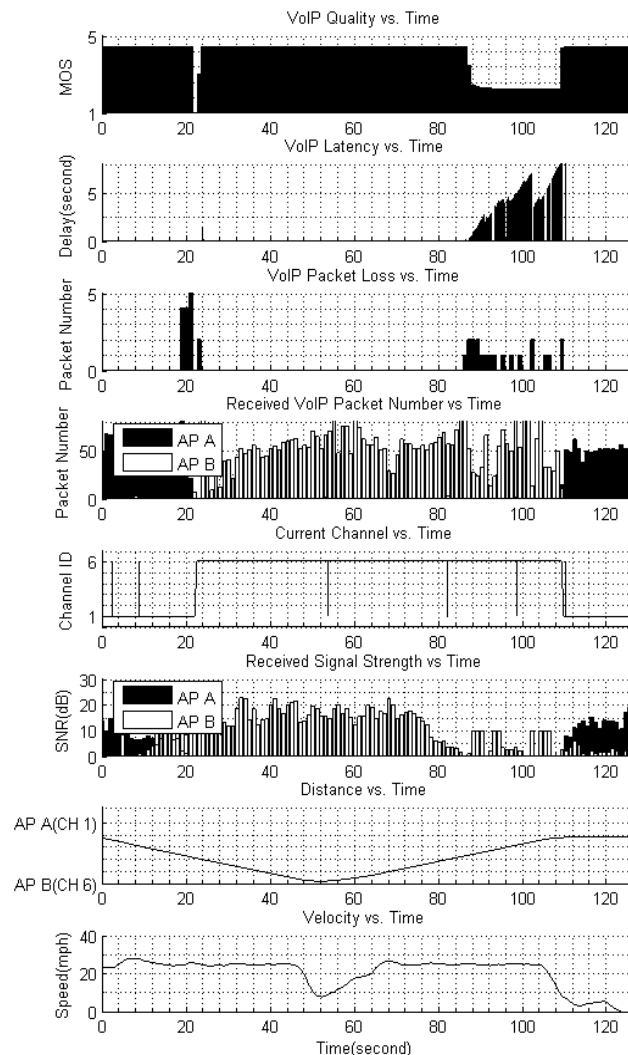 VoIP Quality vs. Time
5
MOS
1
0 20 40 60 80 100 120
VoIP Latency vs. Time
5
Delay(second)
0
0 20 40 60 80 100 120
VoIP Packet Loss vs. Time
5
Packet Number
0
0 20 40 60 80 100 120
Received VoIP Packet Number vs Time
AP A
AP B
50
Packet Number
0
0 20 40 60 80 100 120
Current Channel vs. Time
6
Channel ID
1
0 20 40 60 80 100 120
Received Signal Strength vs Time
30
AP A
20
AP B
10
SNR(dB)
0
0 20 40 60 80 100 120
Distance vs. Time
AP A(CH 1)
AP B(CH 6)
0 20 40 60 80 100 120
Velocity vs. Time
40
20
Speed(mph)
0
0 20 40 60 80 100 120
Time(second)